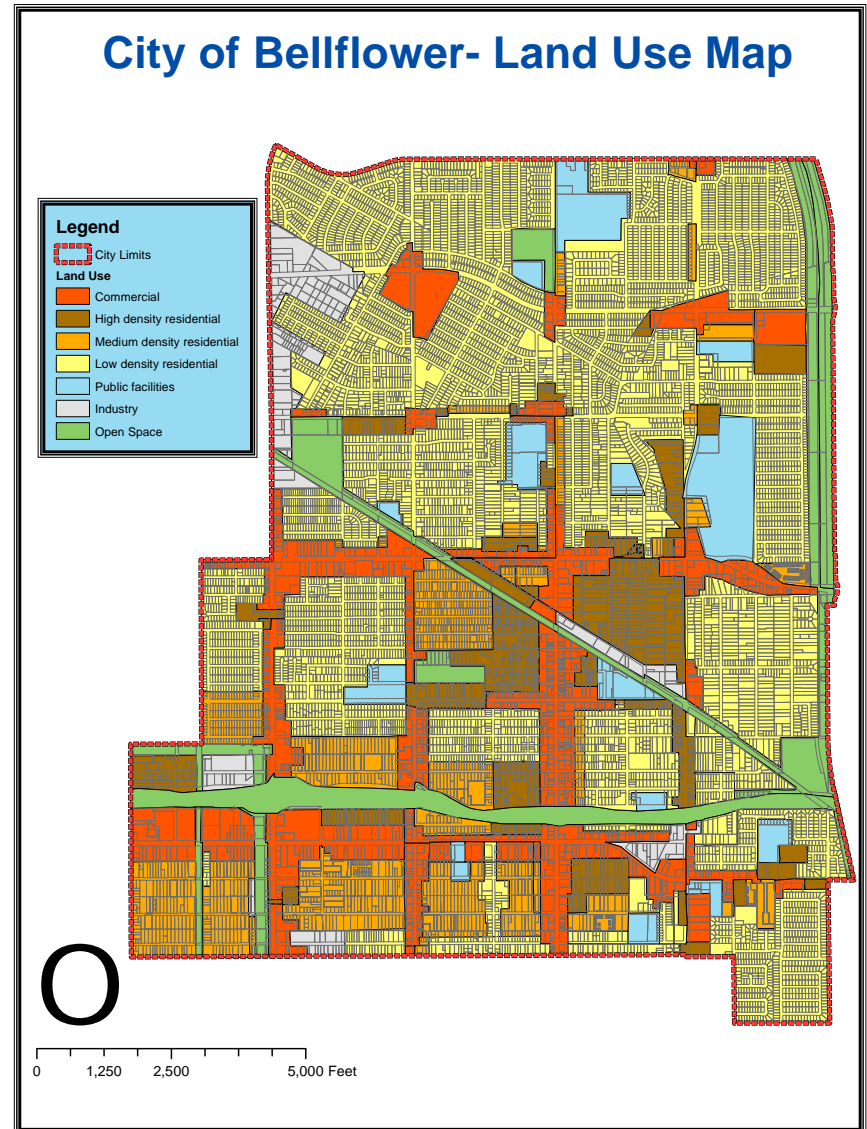 City of Bellflower- Land Use Map
Legend
City Limits
Land Use
Commercial
High density residential
Medium density residential
Low density residential
Public facilities
Industry
Open Space
O
0 1,250 2,500 5,000 Feet